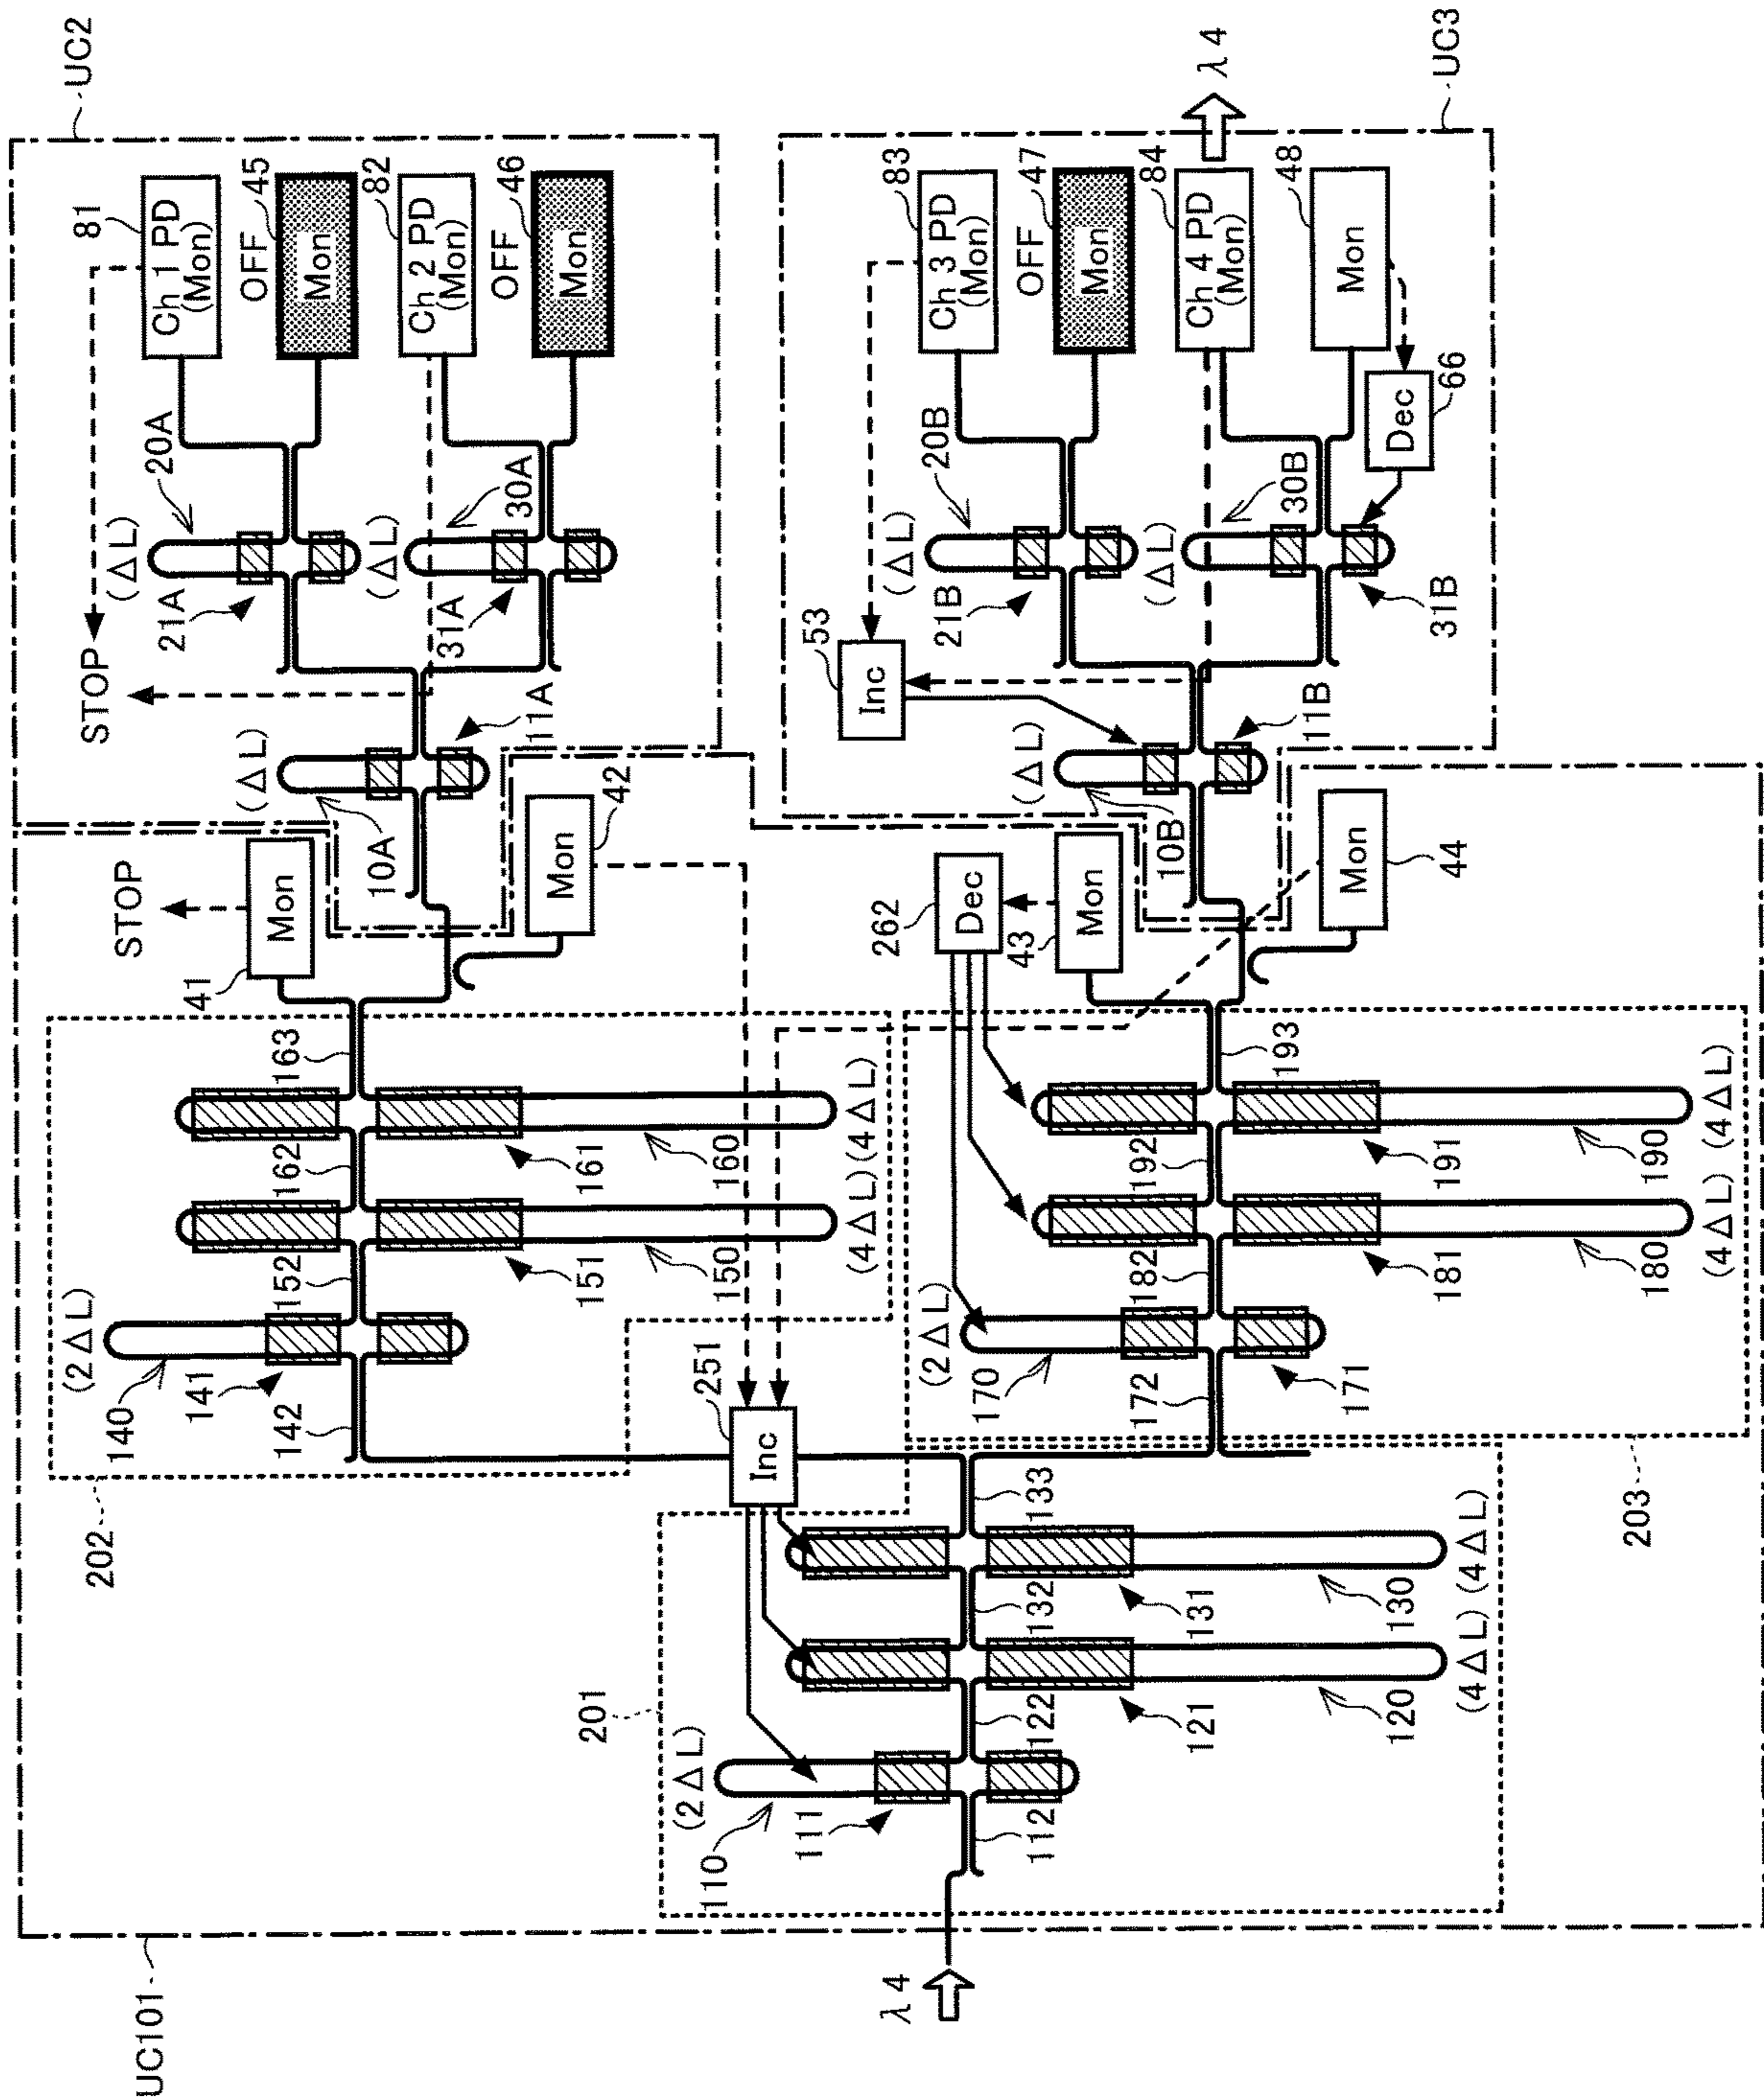 UC101
UC2
UC3
λ4
λ4
81
Ch 1 PD
(Mon)
45
OFF
Mon
82
Ch 2 PD
(Mon)
46
OFF
Mon
83
Ch 3 PD
(Mon)
47
OFF
Mon
84
Ch 4 PD
(Mon)
48
Mon
66
Dec
20A
(ΔL)
21A
30A
(ΔL)
31A
20B
(ΔL)
21B
30B
(ΔL)
31B
STOP
53
Inc
11A
(ΔL)
10A
11B
(ΔL)
10B
STOP
41
Mon
42
Mon
262
Dec
43
Mon
44
Mon
202
(2ΔL)
140
141
142
152
151
150
(4ΔL)
162
163
161
160
(4ΔL)
251
Inc
203
(2ΔL)
170
172
171
182
181
180
(4ΔL)
192
193
191
190
(4ΔL)
201
(2ΔL)
110
111
112
122
121
120
(4ΔL)
132
133
131
130
(4ΔL)